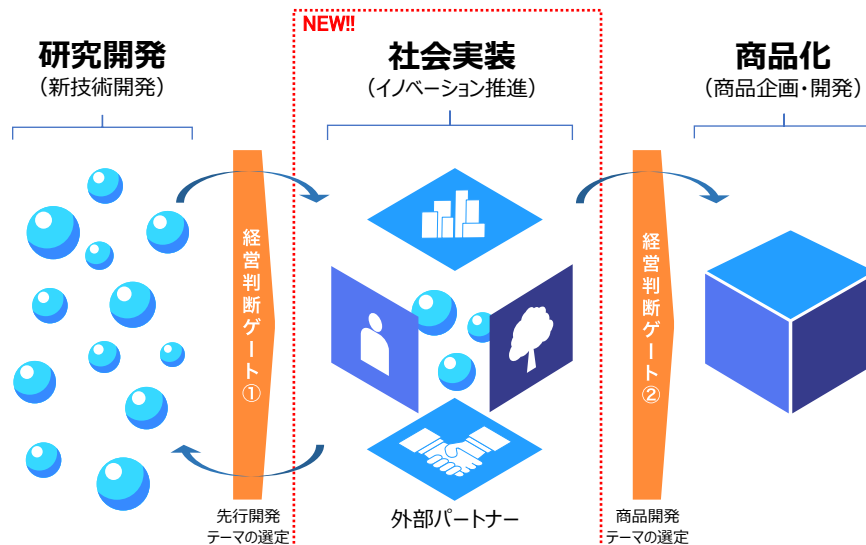 NEW!!
研究開発
（新技術開発）
社会実装
（イノベーション推進）
商品化
（商品企画・開発）
経営判断ゲート①
経営判断ゲート②
先行開発
テーマの選定
外部パートナー
商品開発
テーマの選定